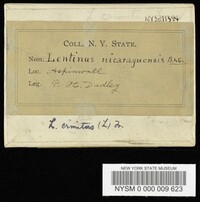 COLL. N. Y. STATE.
Nom: Lentinus nicaraguensis B&C.
Loc: Aspinwall
Leg: P. H. Dudley
L. crinitus (L) Fr.
NEW YORK STATE MUSEUM
NYSM 0 000 009 623